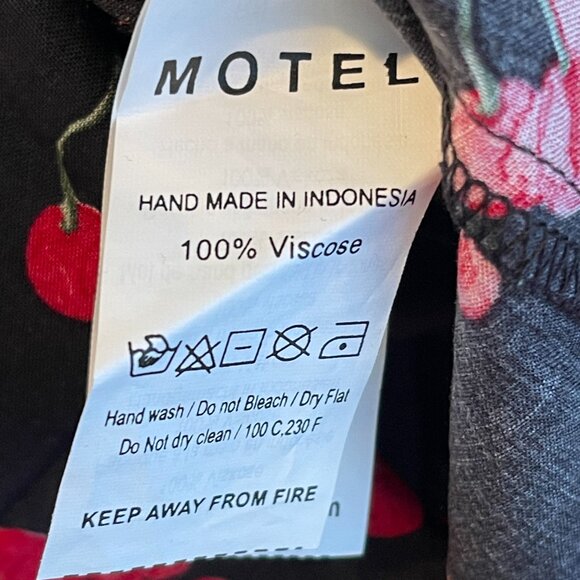 MOTEL
HAND MADE IN INDONESIA
100% Viscose
Hand wash / Do not Bleach / Dry Flat
Do Not dry clean / 100 C,230 F
KEEP AWAY FROM FIRE